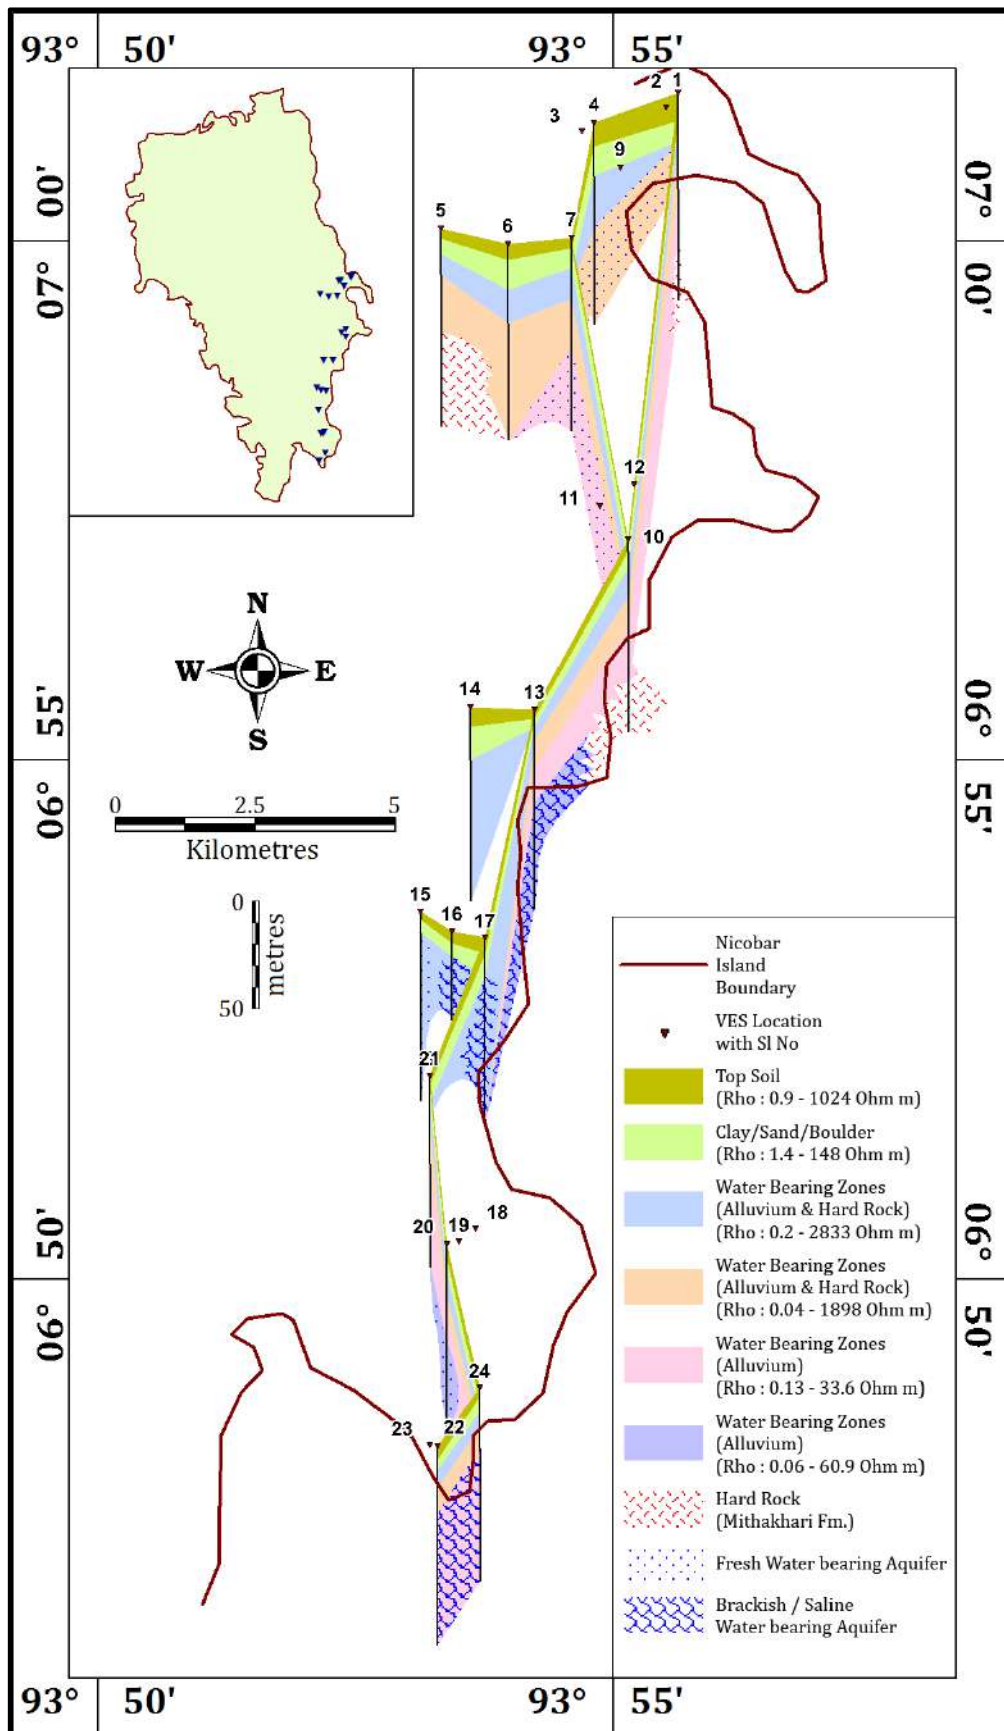 93° 50' 93° 55'
2 1
3 4
9
00' 07°
5 6 7
07° 00'
12
11
10
N
W E
S
14 13
55' 06°
0 2.5 5
Kilometres
06° 55'
0
metres
50
15 16 17
21
Nicobar
Island
Boundary
VES Location
with Sl No
Top Soil
(Rho : 0.9 - 1024 Ohm m)
Clay/Sand/Boulder
(Rho : 1.4 - 148 Ohm m)
Water Bearing Zones
(Alluvium & Hard Rock)
(Rho : 0.2 - 2833 Ohm m)
20 19 18
50' 06°
Water Bearing Zones
(Alluvium & Hard Rock)
(Rho : 0.04 - 1898 Ohm m)
06° 50'
Water Bearing Zones
(Alluvium)
(Rho : 0.13 - 33.6 Ohm m)
24
23 22
Water Bearing Zones
(Alluvium)
(Rho : 0.06 - 60.9 Ohm m)
Hard Rock
(Mithakhari Fm.)
Fresh Water bearing Aquifer
Brackish / Saline
Water bearing Aquifer
93° 50' 93° 55'